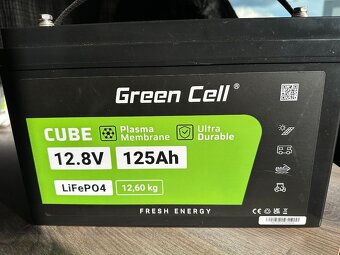 Green Cell®
CUBE
Plasma
Membrane
Ultra
Durable
12.8V
125Ah
LiFePO4
12,60 kg
FRESH ENERGY